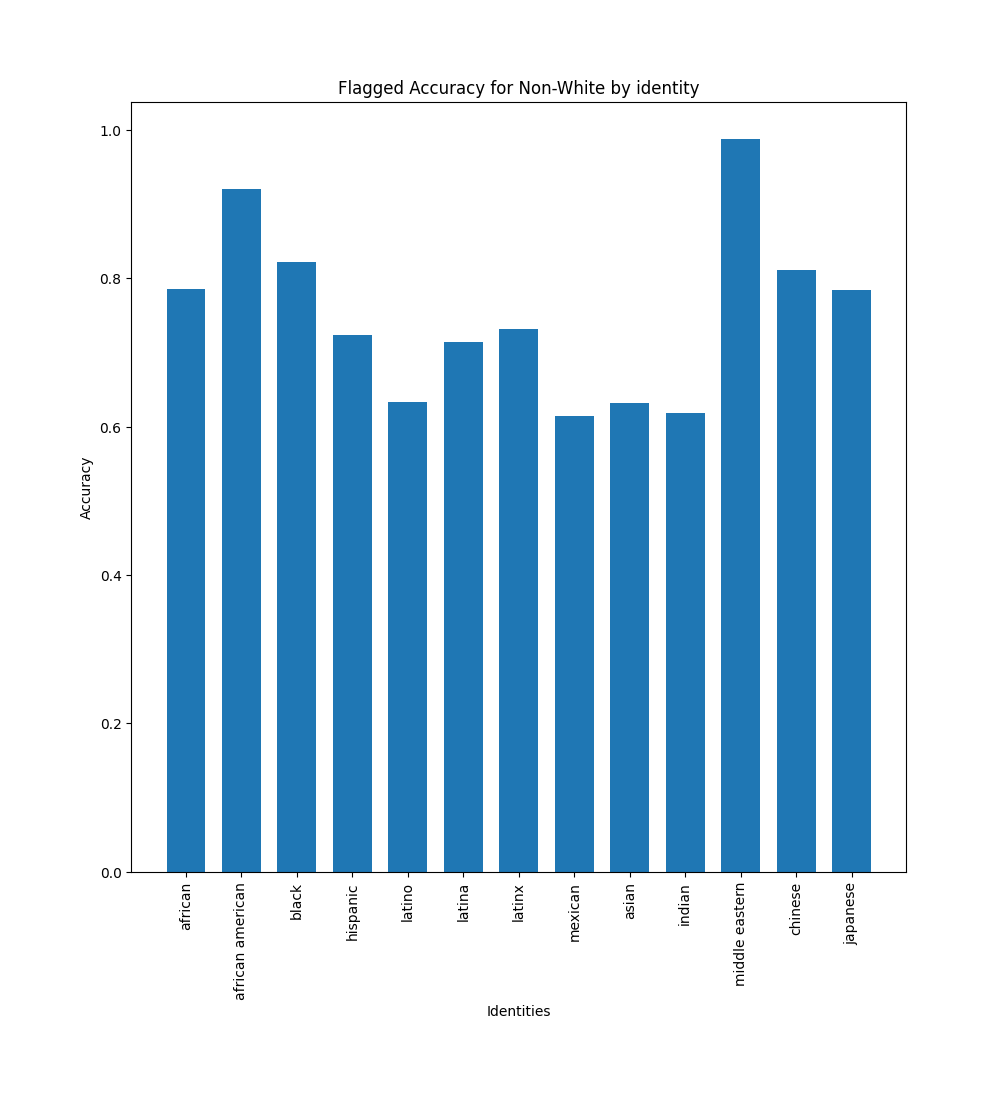 Flagged Accuracy for Non-White by identity
1.0
0.8
0.6
0.4
0.2
0.0
Accuracy
african
african american
black
hispanic
latino
latina
latinx
mexican
asian
indian
middle eastern
chinese
japanese
Identities